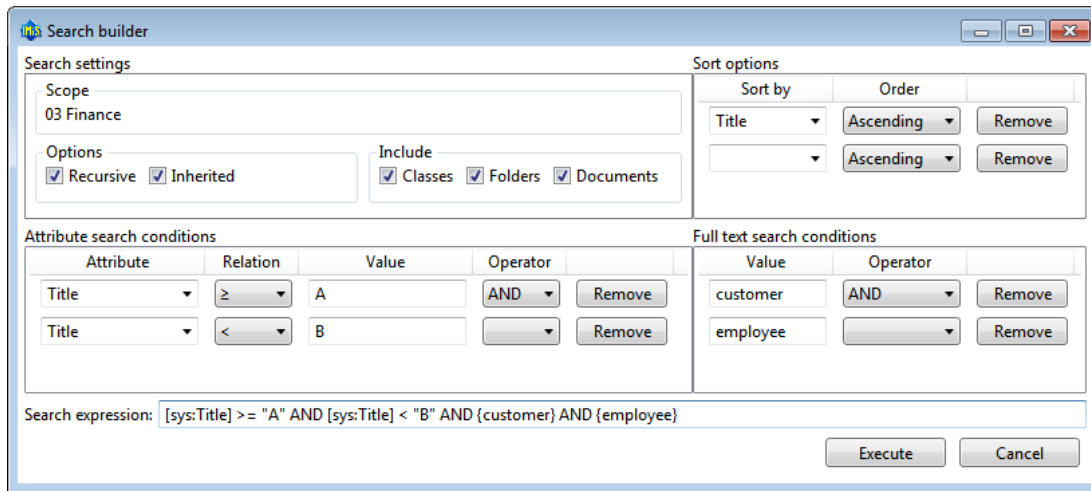 IMiS Search builder
Search settings
Scope
03 Finance
Options
Recursive Inherited
Include
Classes Folders Documents
Sort options
Sort by Order
Title Ascending Remove
Ascending Remove
Attribute search conditions
Attribute Relation Value Operator
Title ≥ A AND Remove
Title < B Remove
Full text search conditions
Value Operator
customer AND Remove
employee Remove
Search expression: [sys:Title] >= "A" AND [sys:Title] < "B" AND {customer} AND {employee}
Execute Cancel